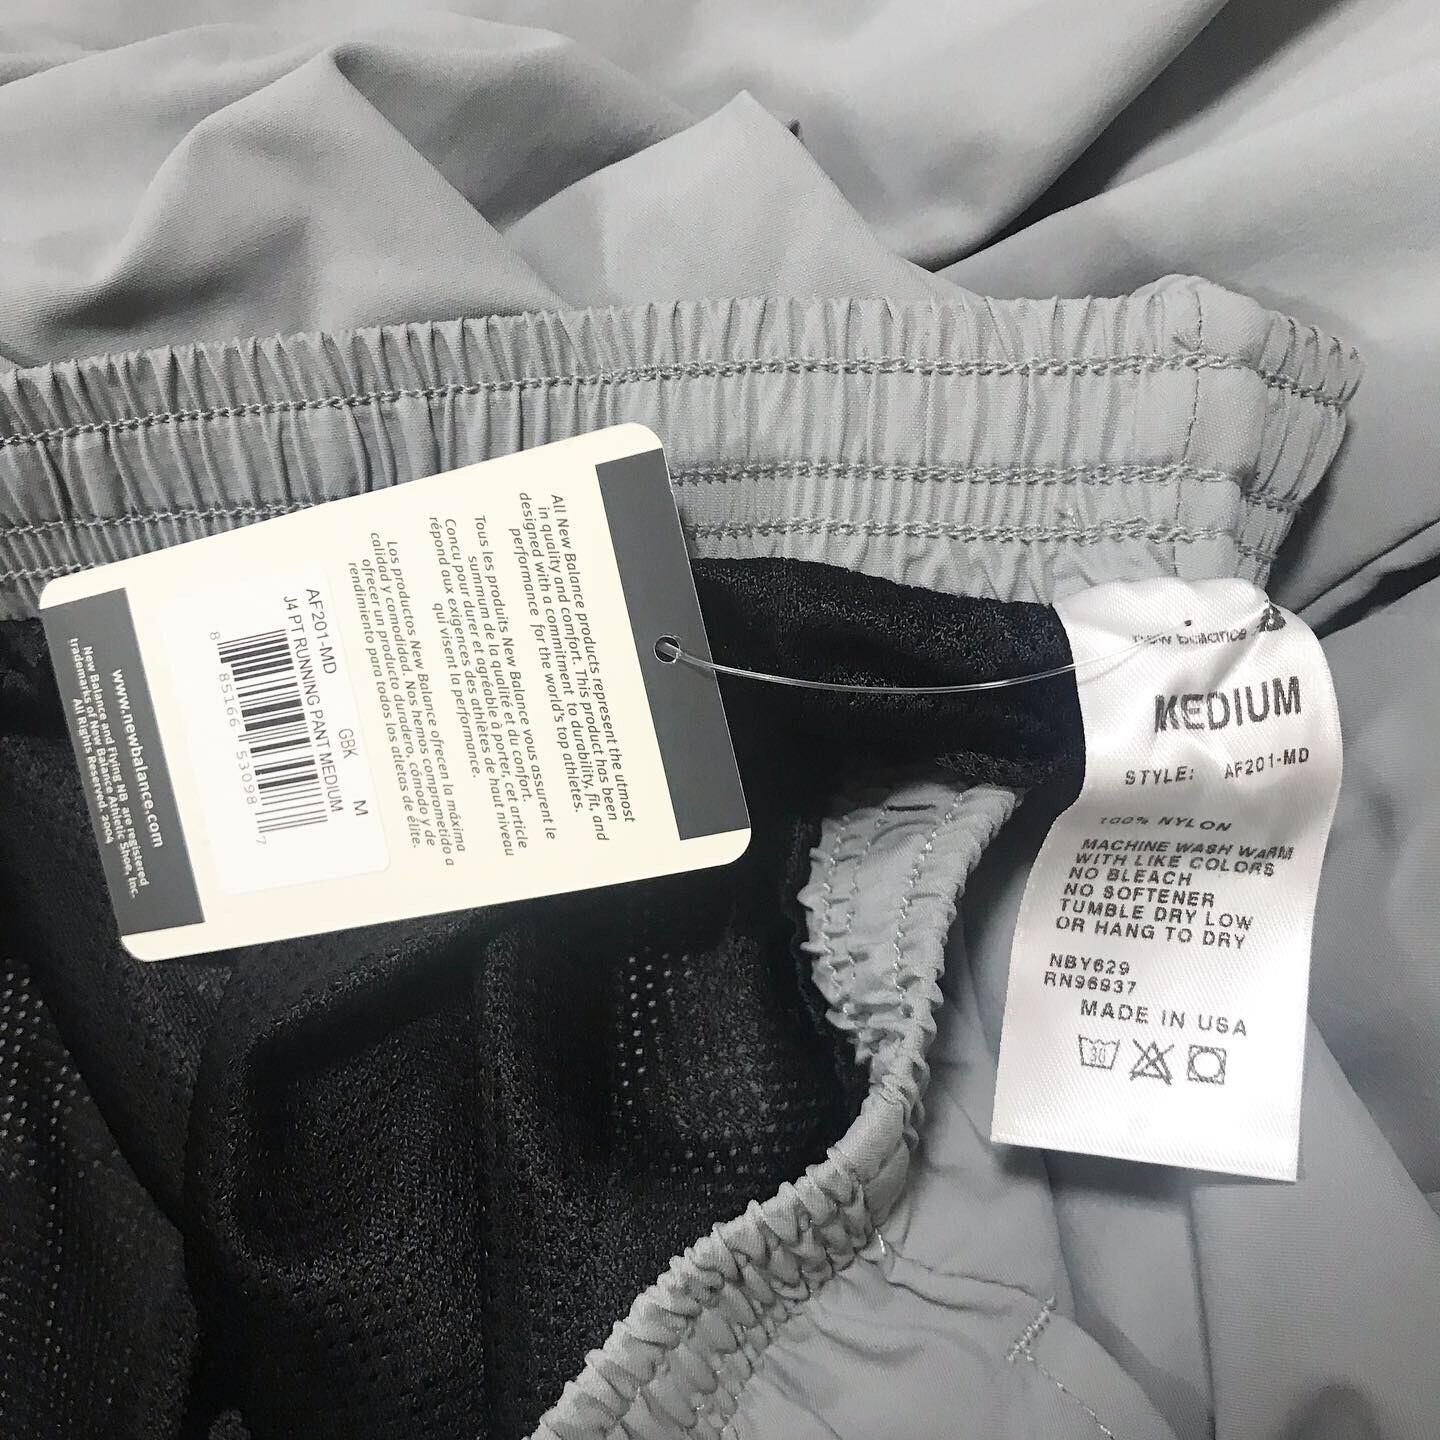 All New Balance products represent the utmost
in quality and comfort. This product has been
designed with a commitment to durability, fit, and
performance for the world's top athletes.
Tous les produits New Balance vous assurent le
summum de la qualité et du confort.
Concu pour durer et agréable à porter, cet article
répond aux exigences des athlètes de haut niveau
qui visent la performance.
Los productos New Balance ofrecen la máxima
calidad y comodidad. Nos hemos comprometido a
ofrecer un producto duradero, cómodo y de
rendimiento para todos los atletas de élite.
AF201-MD GBK M
J4 PT RUNNING PANT MEDIUM
8 85166 53098 7
www.newbalance.com
New Balance and Flying NB are registered
trademarks of New Balance Athletic Shoe, Inc.
All Rights Reserved. 2004
new balance
MEDIUM
STYLE: AF201-MD
100% NYLON
MACHINE WASH WARM
WITH LIKE COLORS
NO BLEACH
NO SOFTENER
TUMBLE DRY LOW
OR HANG TO DRY
NBY629
RN96937
MADE IN USA
30